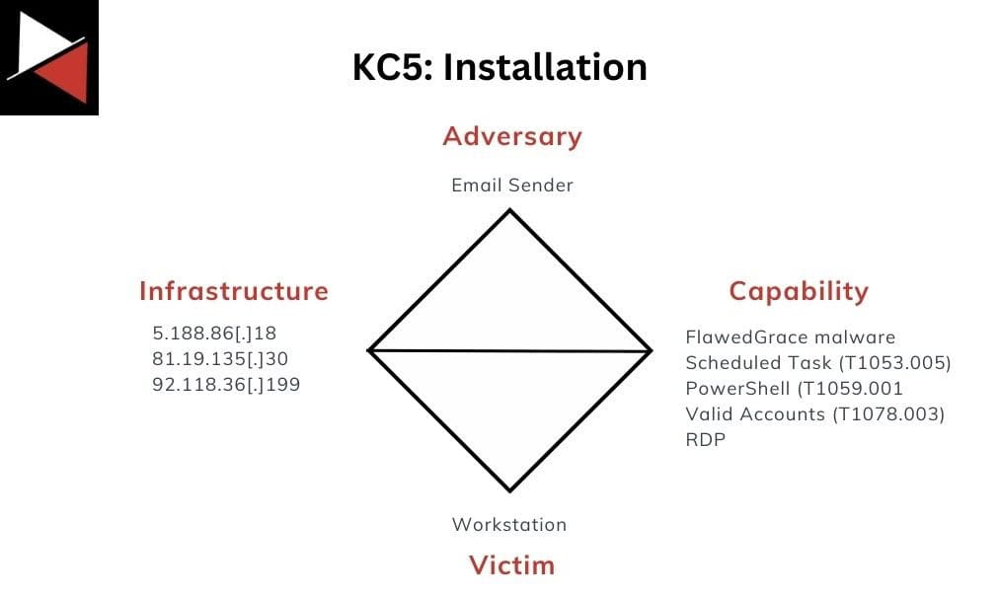 KC5: Installation
Adversary
Email Sender
Infrastructure
5.188.86[.]18
81.19.135[.]30
92.118.36[.]199
Capability
FlawedGrace malware
Scheduled Task (T1053.005)
PowerShell (T1059.001
Valid Accounts (T1078.003)
RDP
Workstation
Victim